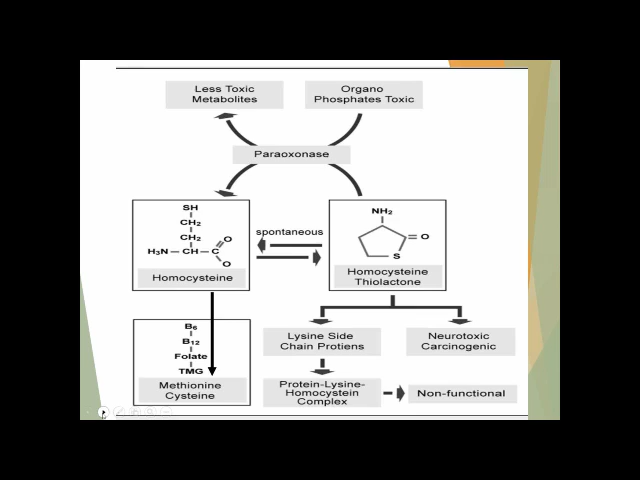 Less Toxic
Metabolites
Organo
Phosphates Toxic
Paraoxonase
SH
CH₂
CH₂
H₃N
CH
C
O
O
Homocysteine
spontaneous
NH₂
O
S
Homocysteine
Thiolactone
B₆
B₁₂
Folate
TMG
Methionine
Cysteine
Lysine Side
Chain Protiens
Neurotoxic
Carcinogenic
Protein-Lysine-
Homocystein
Complex
Non-functional